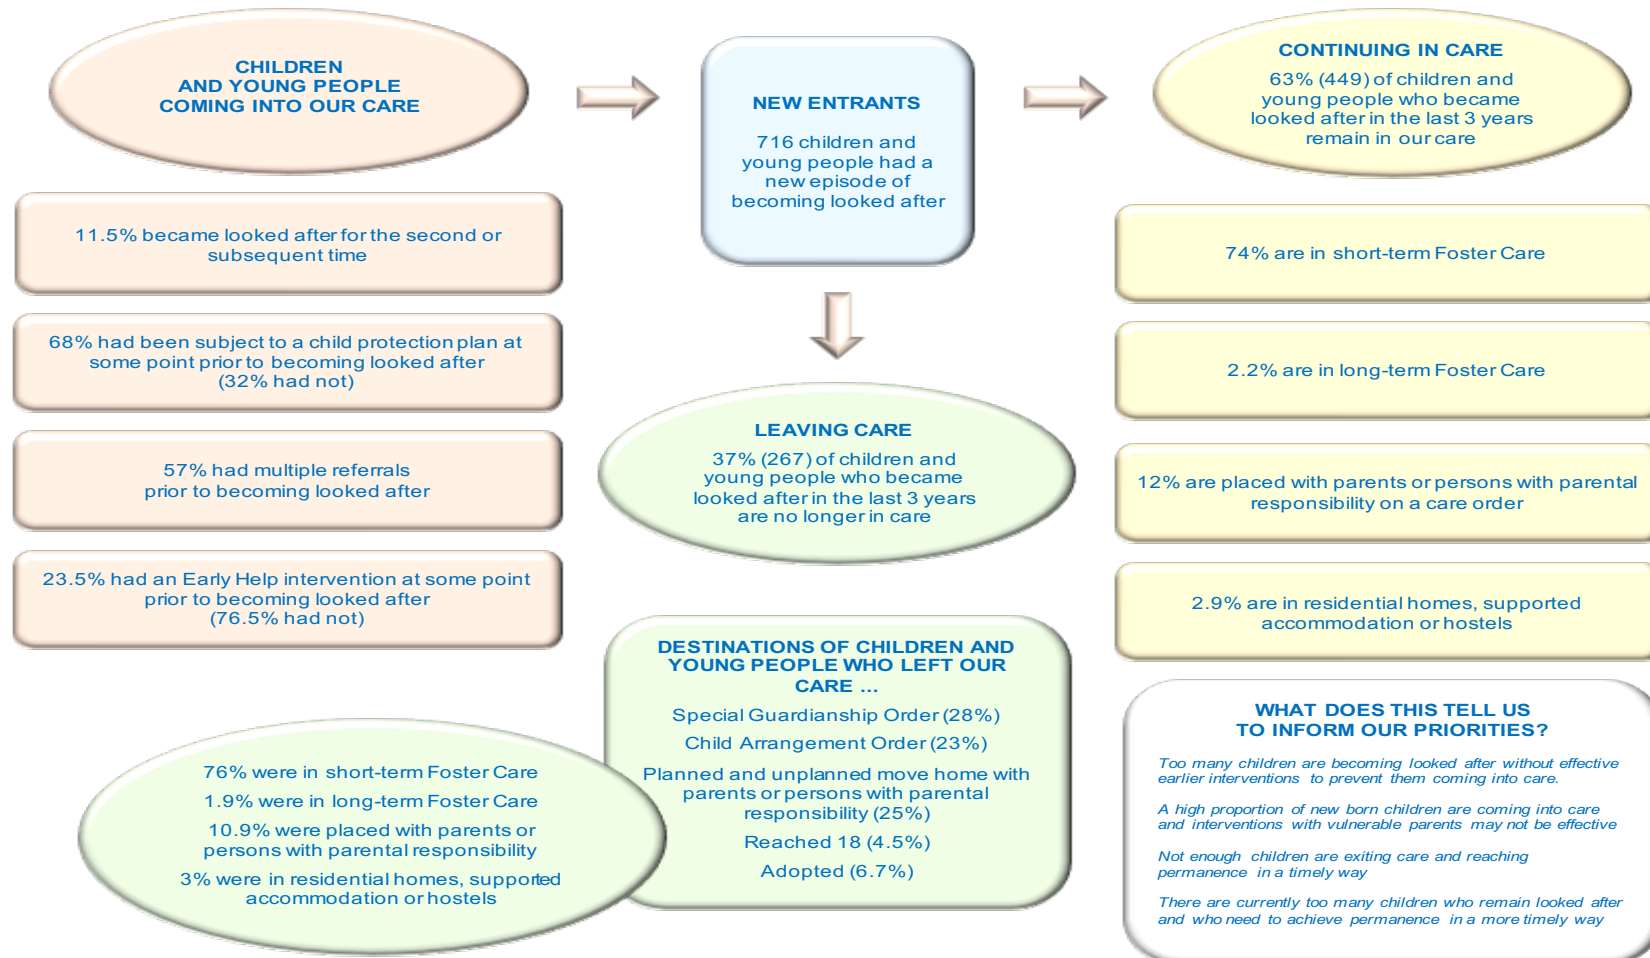 CHILDREN
AND YOUNG PEOPLE
COMING INTO OUR CARE
11.5% became looked after for the second or
subsequent time
68% had been subject to a child protection plan at
some point prior to becoming looked after
(32% had not)
57% had multiple referrals
prior to becoming looked after
23.5% had an Early Help intervention at some point
prior to becoming looked after
(76.5% had not)
NEW ENTRANTS
716 children and
young people had a
new episode of
becoming looked after
LEAVING CARE
37% (267) of children and
young people who became
looked after in the last 3 years
are no longer in care
DESTINATIONS OF CHILDREN AND
YOUNG PEOPLE WHO LEFT OUR
CARE ...
Special Guardianship Order (28%)
Child Arrangement Order (23%)
Planned and unplanned move home with
parents or persons with parental
responsibility (25%)
Reached 18 (4.5%)
Adopted (6.7%)
76% were in short-term Foster Care
1.9% were in long-term Foster Care
10.9% were placed with parents or
persons with parental responsibility
3% were in residential homes, supported
accommodation or hostels
CONTINUING IN CARE
63% (449) of children and
young people who became
looked after in the last 3 years
remain in our care
74% are in short-term Foster Care
2.2% are in long-term Foster Care
12% are placed with parents or persons with parental
responsibility on a care order
2.9% are in residential homes, supported
accommodation or hostels
WHAT DOES THIS TELL US
TO INFORM OUR PRIORITIES?
Too many children are becoming looked after without effective
earlier interventions to prevent them coming into care.
A high proportion of new born children are coming into care
and interventions with vulnerable parents may not be effective
Not enough children are exiting care and reaching
permanence in a timely way
There are currently too many children who remain looked after
and who need to achieve permanence in a more timely way